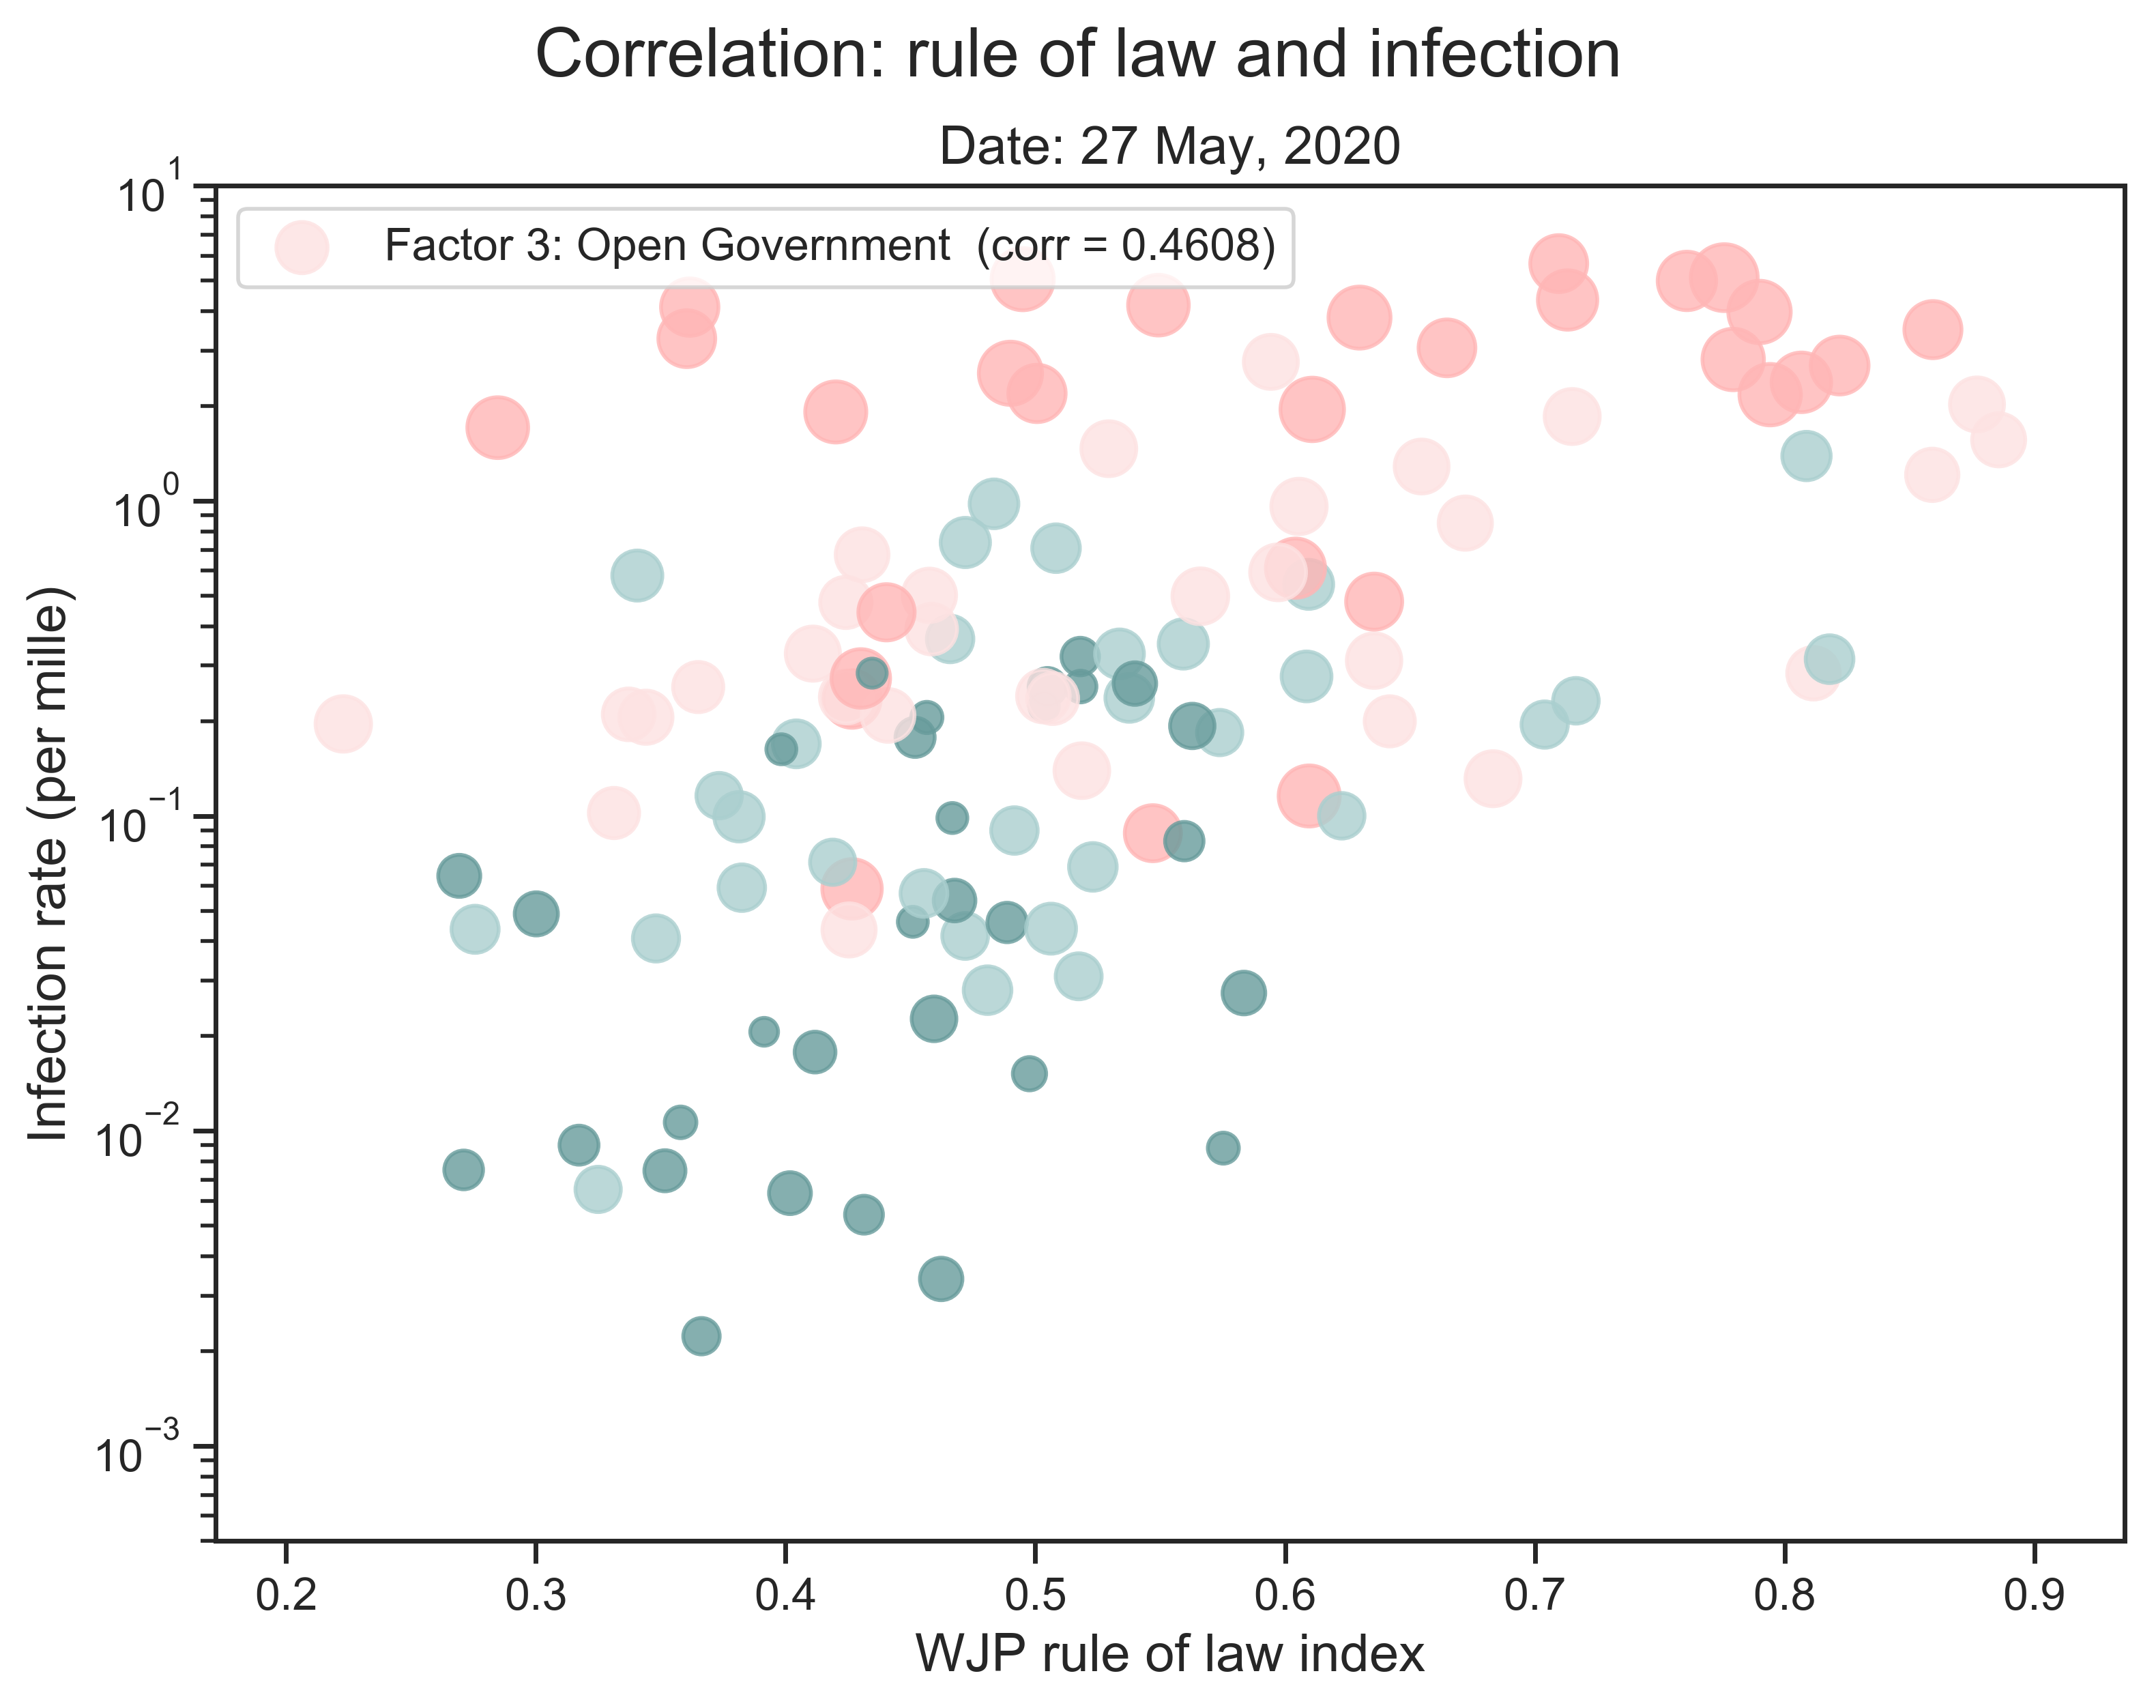 Correlation: rule of law and infection
Date: 27 May, 2020
Factor 3: Open Government (corr = 0.4608)
Infection rate (per mille)
10^1
10^0
10^−1
10^−2
10^−3
0.2 0.3 0.4 0.5 0.6 0.7 0.8 0.9
WJP rule of law index